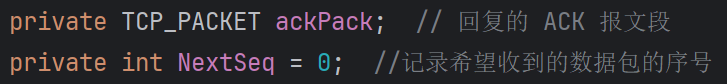 private TCP_PACKET ackPack;  // 回复的 ACK 报文段
private int NextSeq = 0;  //记录希望收到的数据包的序号